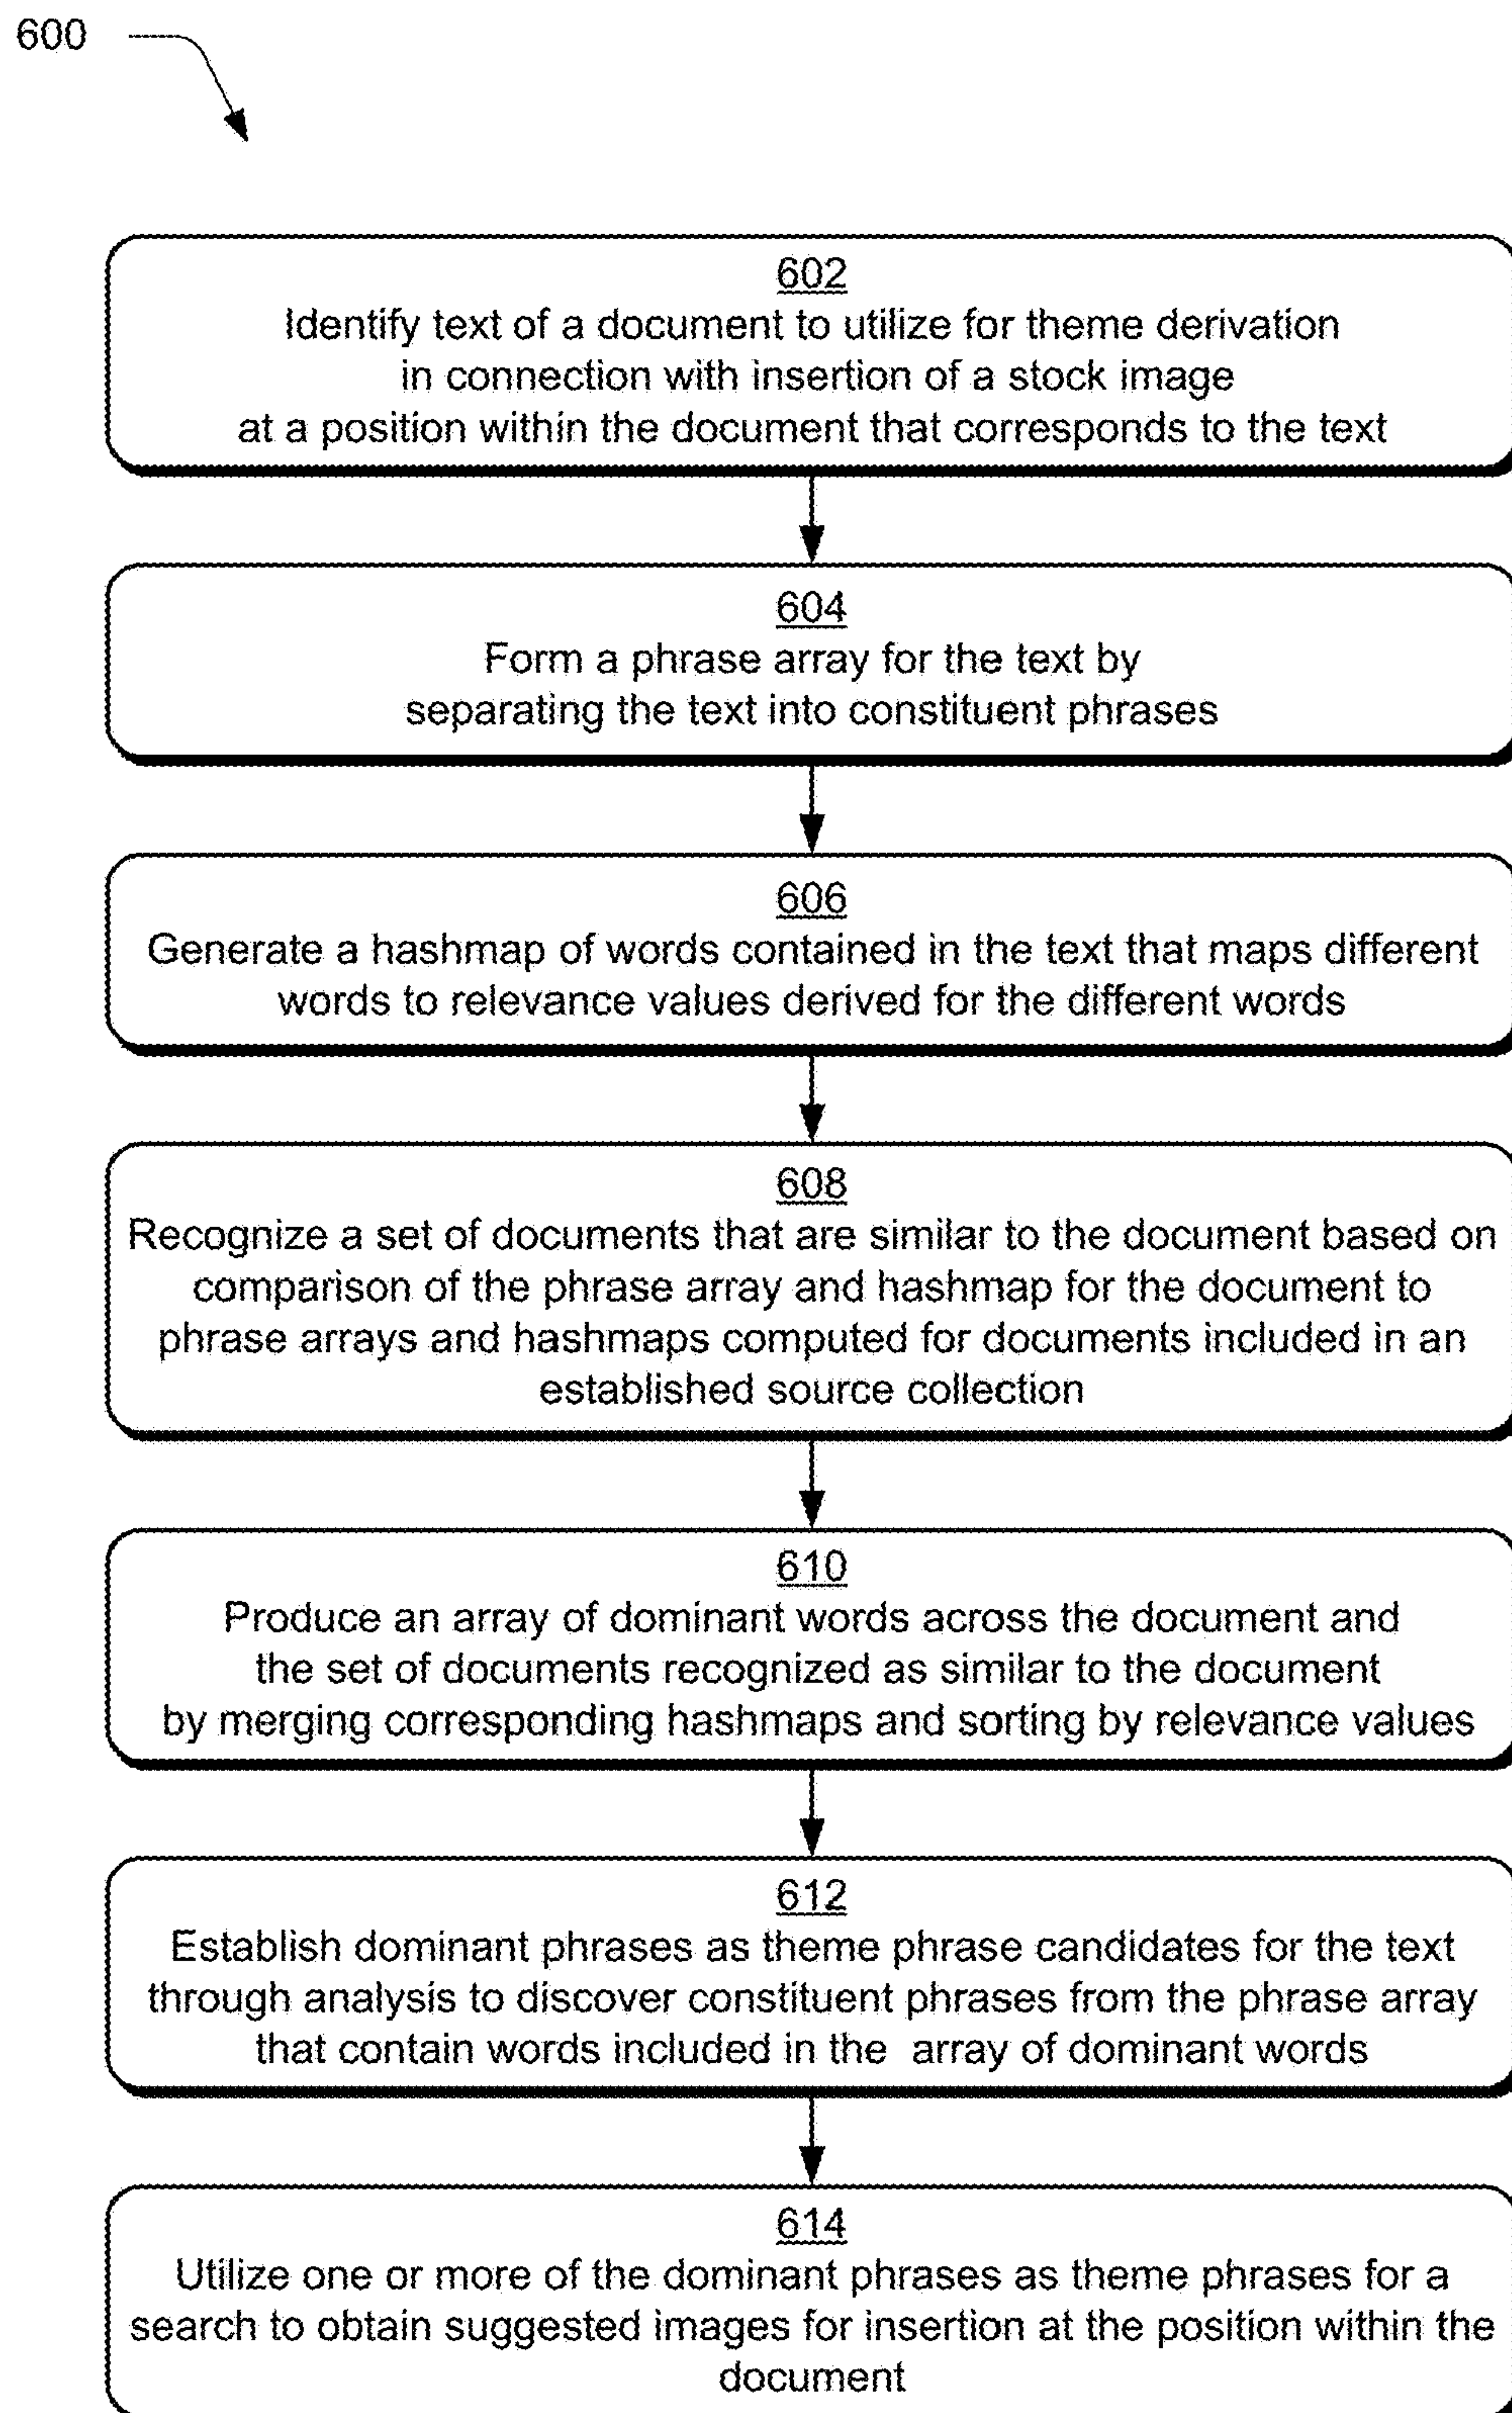 600
602
Identify text of a document to utilize for theme derivation
in connection with insertion of a stock image
at a position within the document that corresponds to the text
604
Form a phrase array for the text by
separating the text into constituent phrases
606
Generate a hashmap of words contained in the text that maps different
words to relevance values derived for the different words
608
Recognize a set of documents that are similar to the document based on
comparison of the phrase array and hashmap for the document to
phrase arrays and hashmaps computed for documents included in an
established source collection
610
Produce an array of dominant words across the document and
the set of documents recognized as similar to the document
by merging corresponding hashmaps and sorting by relevance values
612
Establish dominant phrases as theme phrase candidates for the text
through analysis to discover constituent phrases from the phrase array
that contain words included in the array of dominant words
614
Utilize one or more of the dominant phrases as theme phrases for a
search to obtain suggested images for insertion at the position within the
document